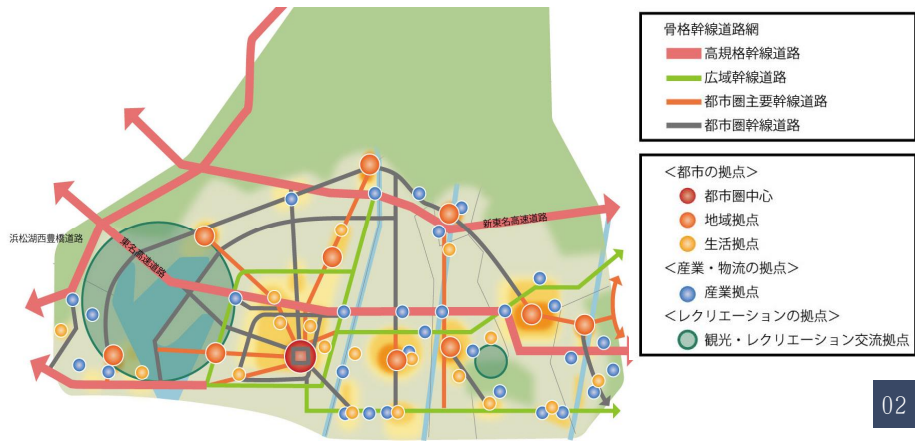 骨格幹線道路網
高規格幹線道路
広域幹線道路
都市圏主要幹線道路
都市圏幹線道路
＜都市の拠点＞
都市圏中心
地域拠点
生活拠点
＜産業・物流の拠点＞
産業拠点
＜レクリエーションの拠点＞
観光・レクリエーション交流拠点
新東名高速道路
浜松湖西豊橋道路
東名高速道路
02